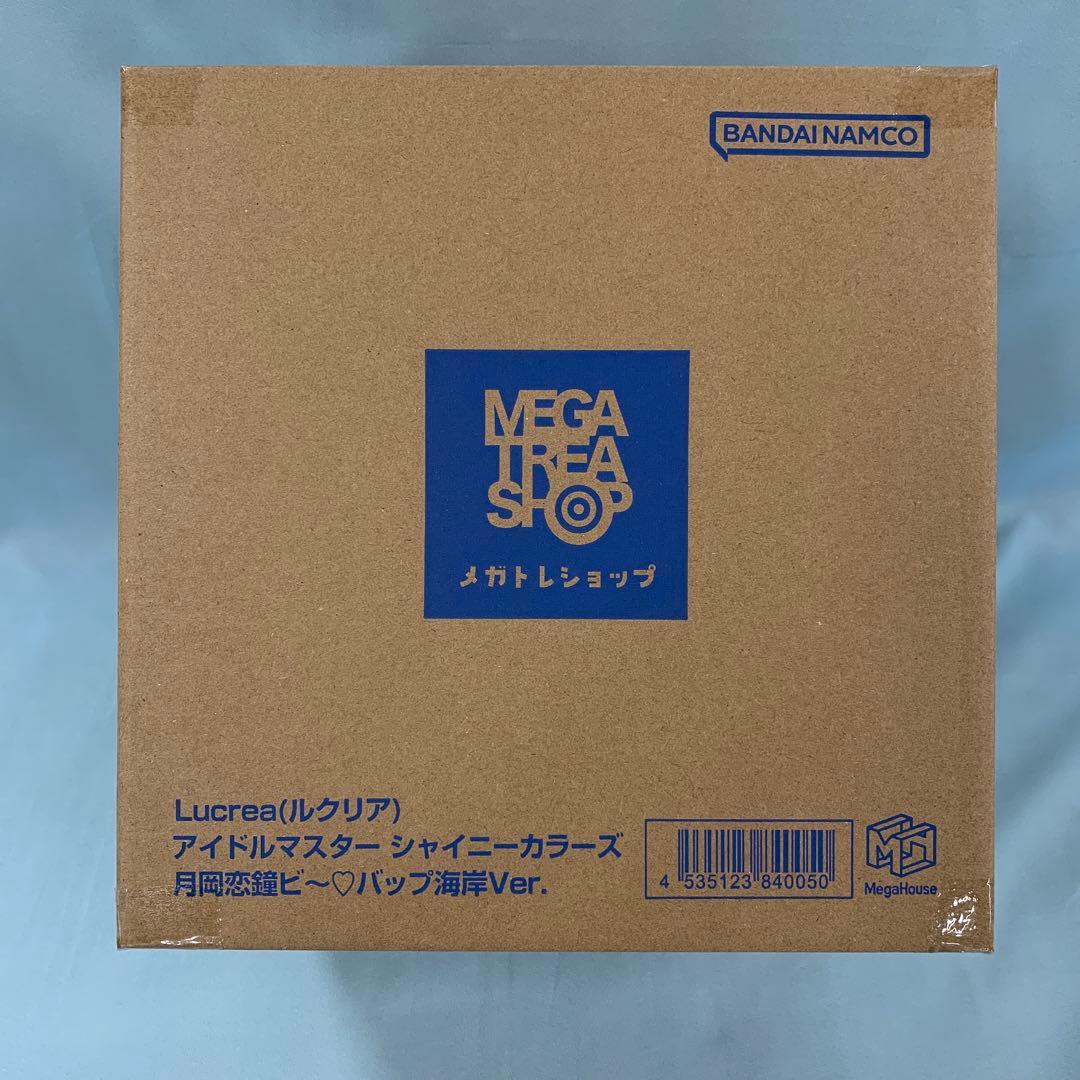 BANDAI NAMCO
MEGA
TREA
SHOP
メガトレショップ
Lucrea(ルクリア)
アイドルマスター シャイニーカラーズ
月岡恋鐘ビ～♡バップ海岸Ver.
4 535123 840050
MegaHouse